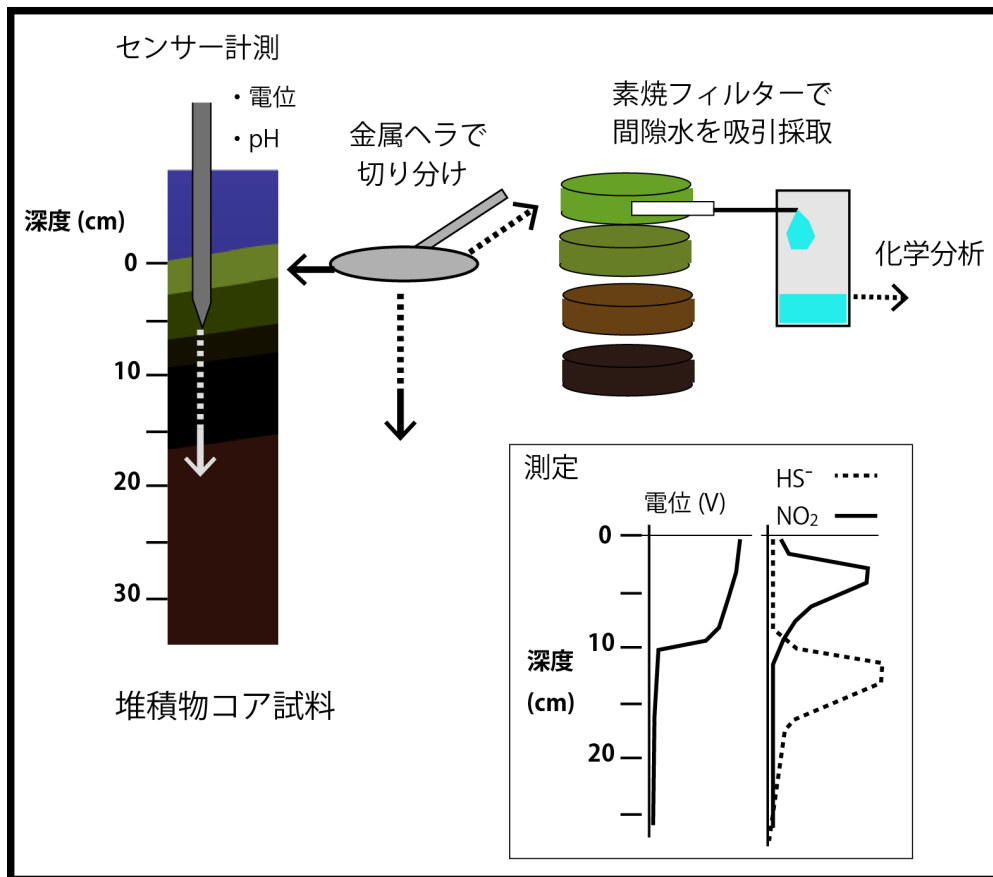 センサー計測
・電位
・pH
金属ヘラで
切り分け
素焼フィルターで
間隙水を吸引採取
深度 (cm)
0
10
20
30
化学分析
堆積物コア試料
測定
HS⁻
NO₂
電位 (V)
0
10
深度
(cm)
20